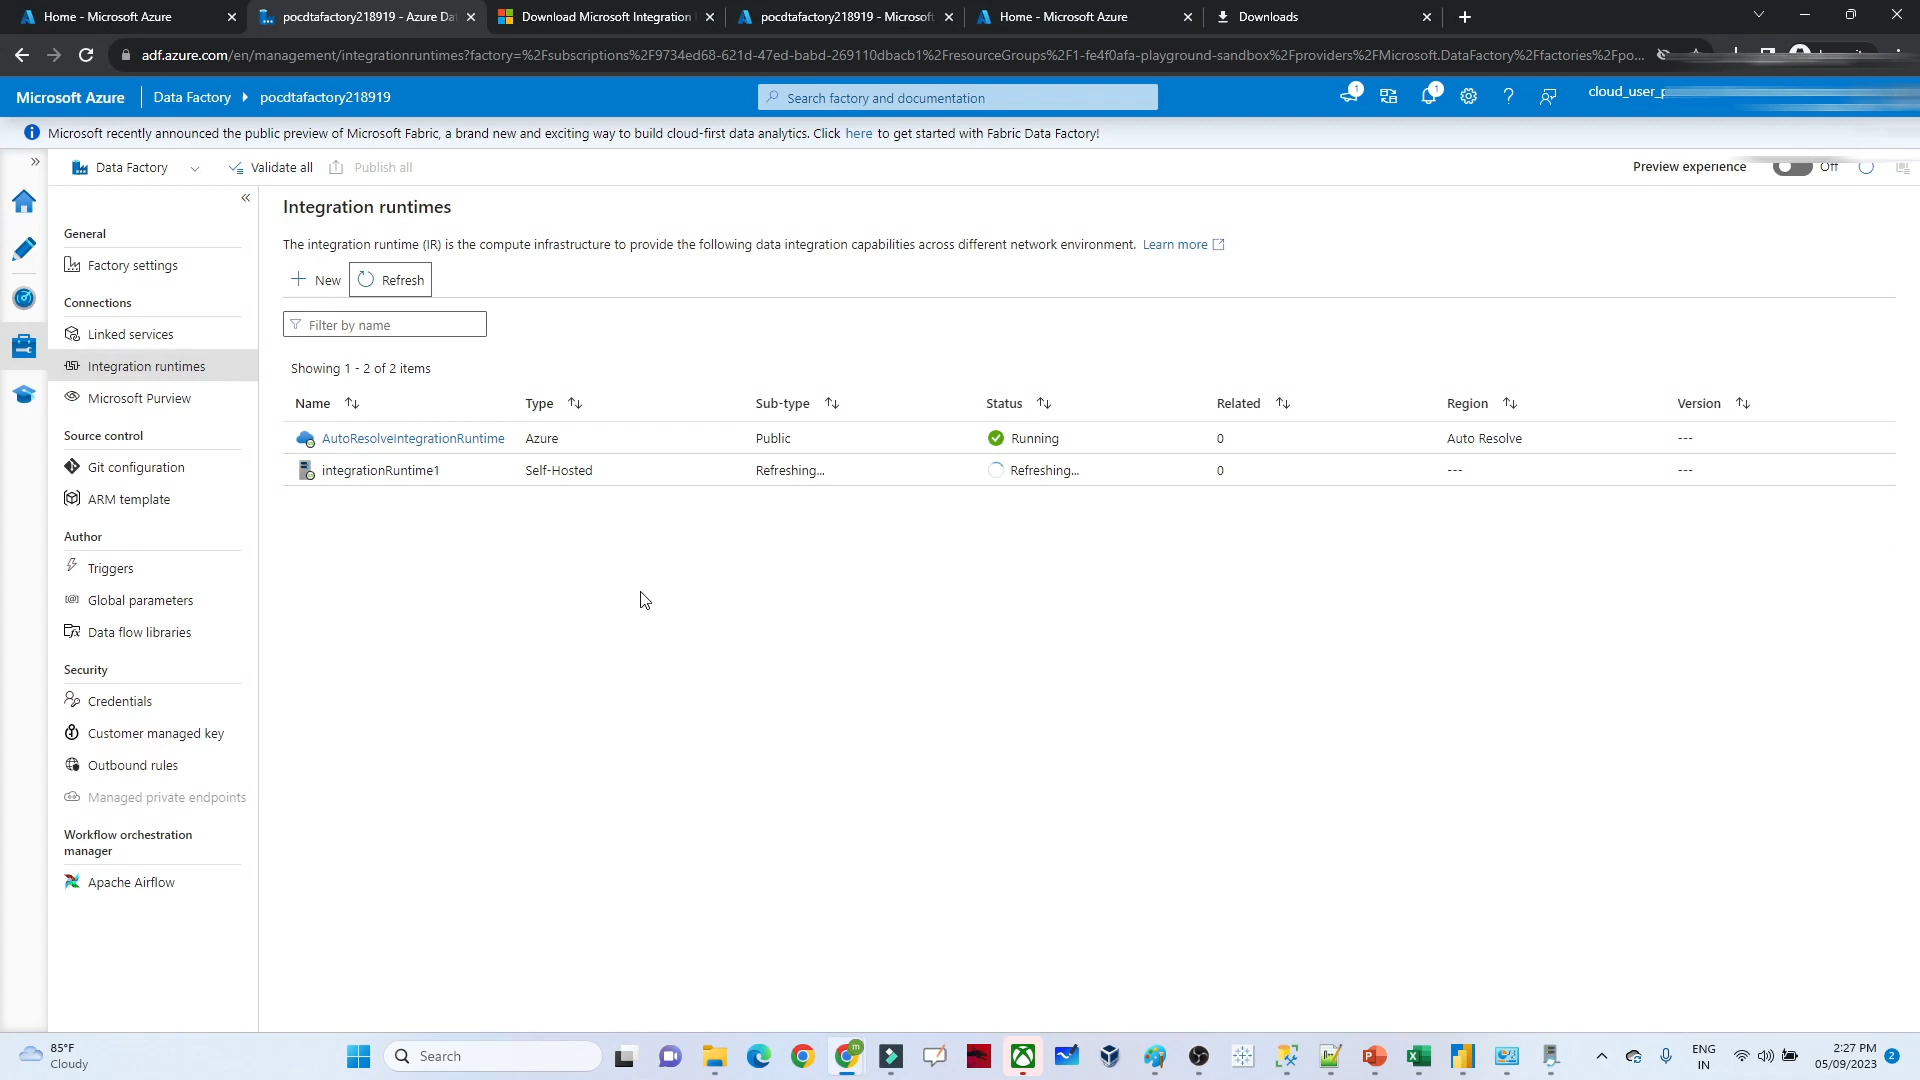 Home - Microsoft Azure
pocdtafactory218919 - Azure Da
Download Microsoft Integration
pocdtafactory218919 - Microsoft
Home - Microsoft Azure
Downloads
adf.azure.com/en/management/integrationruntimes?factory=%2Fsubscriptions%2F9734ed68-621d-47ed-babd-269110dbacb1%2FresourceGroups%2F1-fe4f0afa-playground-sandbox%2Fproviders%2FMicrosoft.DataFactory%2Ffactories%2Fpo...
Microsoft Azure
Data Factory
pocdtafactory218919
Search factory and documentation
1
1
cloud_user_p
Microsoft recently announced the public preview of Microsoft Fabric, a brand new and exciting way to build cloud-first data analytics. Click here to get started with Fabric Data Factory!
Data Factory
Validate all
Publish all
Preview experience
Off
General
Factory settings
Connections
Linked services
Integration runtimes
Microsoft Purview
Source control
Git configuration
ARM template
Author
Triggers
Global parameters
Data flow libraries
Security
Credentials
Customer managed key
Outbound rules
Managed private endpoints
Workflow orchestration
manager
Apache Airflow
Integration runtimes
The integration runtime (IR) is the compute infrastructure to provide the following data integration capabilities across different network environment. Learn more
New
Refresh
Filter by name
Showing 1 - 2 of 2 items
Name Type Sub-type Status Related Region Version
AutoResolveIntegrationRuntime Azure Public Running 0 Auto Resolve ---
integrationRuntime1 Self-Hosted Refreshing... Refreshing... 0 --- ---
85°F
Cloudy
Search
m
ENG
IN
2:27 PM
05/09/2023
2